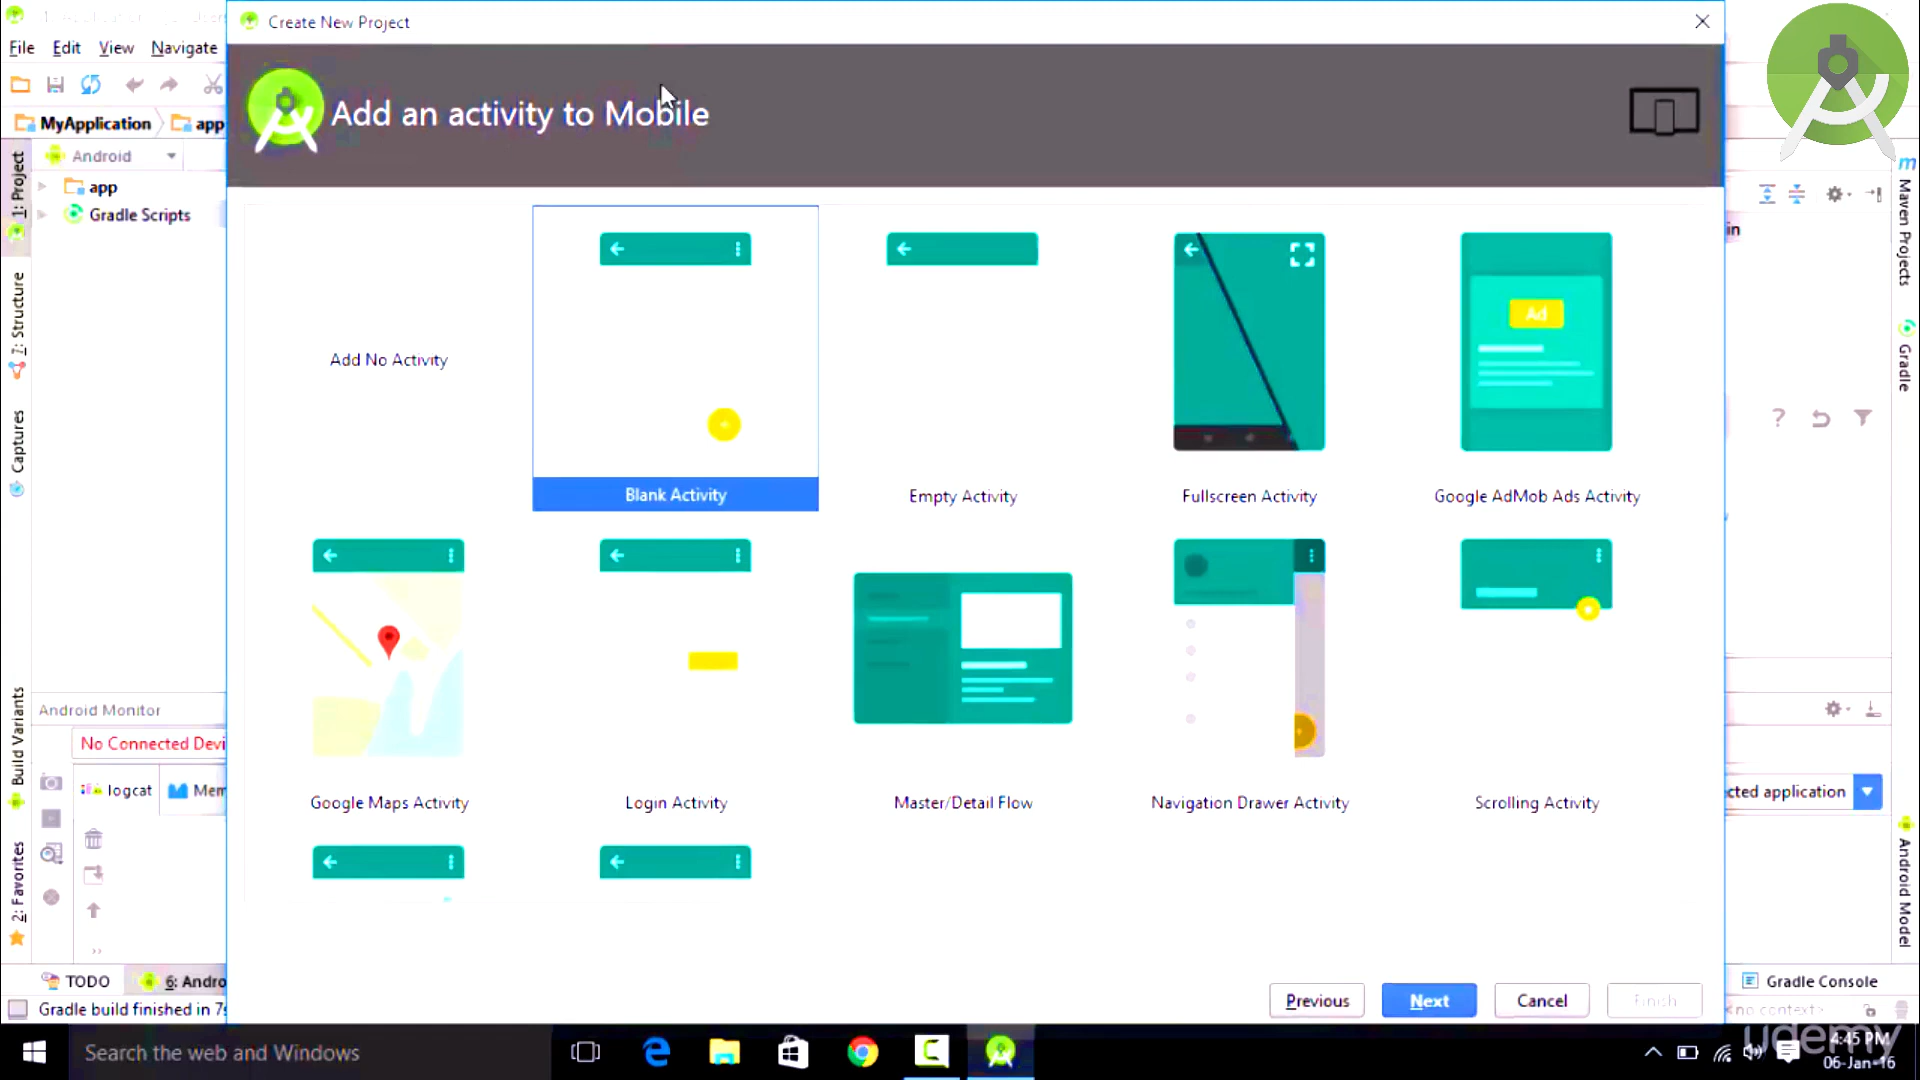 Create New Project
File Edit View Navigate
Add an activity to Mobile
MyApplication app
Android
app
Gradle Scripts
1: Project
7: Structure
Captures
Build Variants
2: Favorites
Maven Projects
Gradle
Android Model
in
Add No Activity
Blank Activity
Empty Activity
Fullscreen Activity
Ad
Google AdMob Ads Activity
Google Maps Activity
Login Activity
Master/Detail Flow
Navigation Drawer Activity
Scrolling Activity
Android Monitor
No Connected Devi
logcat Mem
cted application
TODO 6: Andro
Gradle Console
Previous Next Cancel Finish
Gradle build finished in 7s
no context>
Search the web and Windows
udemy
4:45 PM
06-Jan-16